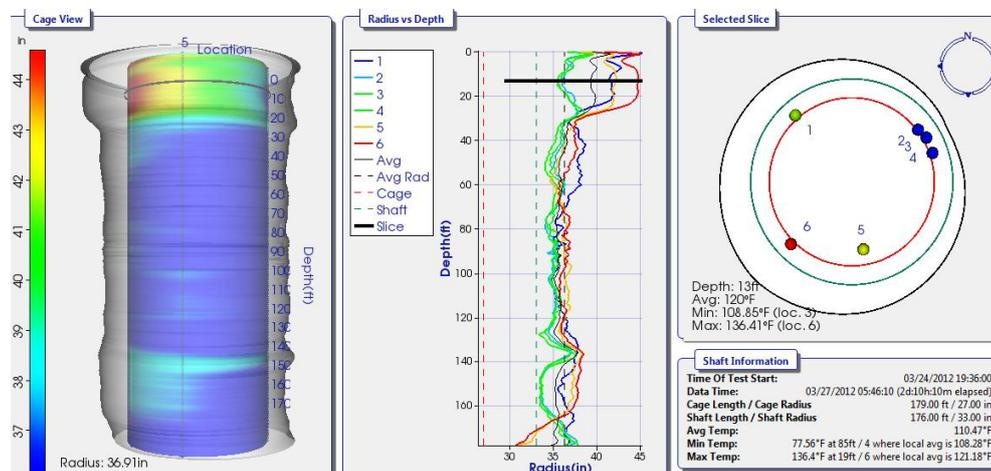 Cage View
in
5 Location
44
43
42
41
40
39
38
37
0
10
20
30
40
50
60
70
80
90
100
110
120
130
140
150
160
170
Depth(ft)
Radius: 36.91in
Radius vs Depth
1
2
3
4
5
6
Avg
Avg Rad
Cage
Shaft
Slice
Depth(ft)
0
20
40
60
80
100
120
140
160
30 35 40 45
Radius(in)
Selected Slice
N
1
2 3
4
5
6
Depth: 13ft
Avg: 120°F
Min: 108.85°F (loc. 3)
Max: 136.41°F (loc. 6)
Shaft Information
Time Of Test Start: 03/24/2012 19:36:00
Data Time: 03/27/2012 05:46:10 (2d:10h:10m elapsed)
Cage Length / Cage Radius 179.00 ft / 27.00 in
Shaft Length / Shaft Radius 176.00 ft / 33.00 in
Avg Temp: 110.47°F
Min Temp: 77.56°F at 85ft / 4 where local avg is 108.28°F
Max Temp: 136.4°F at 19ft / 6 where local avg is 121.18°F